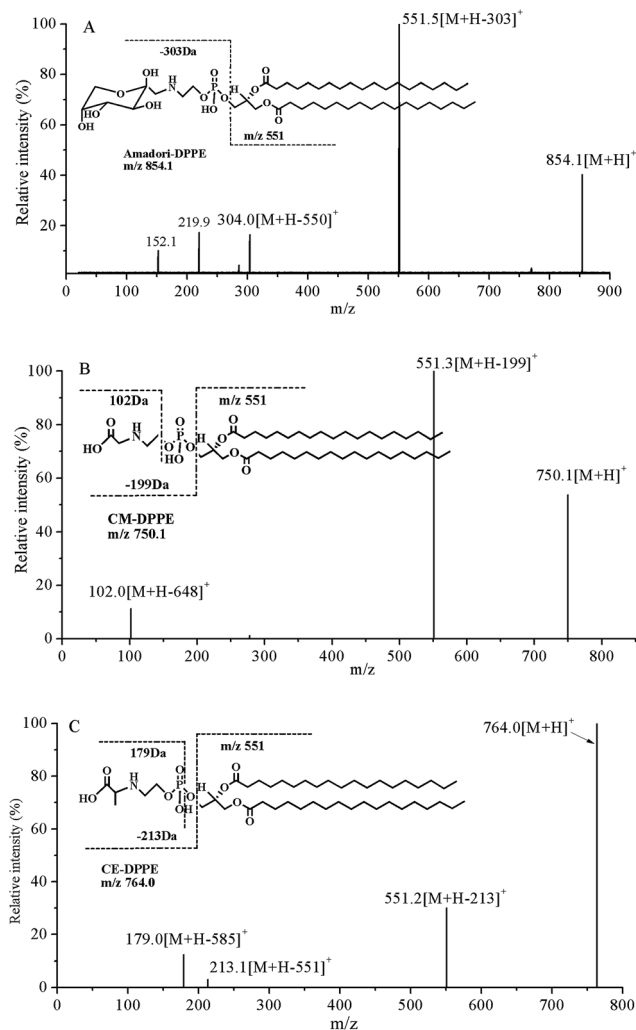 A
551.5[M+H-303]+
-303Da
OH
O
H
N
O
P
O
HO
O
H
O
O
O
O
HO
OH
OH
m/z 551
Amadori-DPPE
m/z 854.1
854.1[M+H]+
304.0[M+H-550]+
219.9
152.1
Relative intensity (%)
100
80
60
40
20
0 100 200 300 400 500 600 700 800 900
m/z
B
551.3[M+H-199]+
102Da
m/z 551
O
HO
H
N
O
O
P
O
HO
H
O
O
O
O
-199Da
CM-DPPE
m/z 750.1
750.1[M+H]+
102.0[M+H-648]+
Relative intensity (%)
100
80
60
40
20
0
0 100 200 300 400 500 600 700 800
m/z
C
764.0[M+H]+
179Da
m/z 551
O
HO
H
N
O
O
P
O
OH
H
O
O
O
O
-213Da
CE-DPPE
m/z 764.0
551.2[M+H-213]+
179.0[M+H-585]+
213.1[M+H-551]+
Relative intensity (%)
100
80
60
40
20
0
0 100 200 300 400 500 600 700 800
m/z